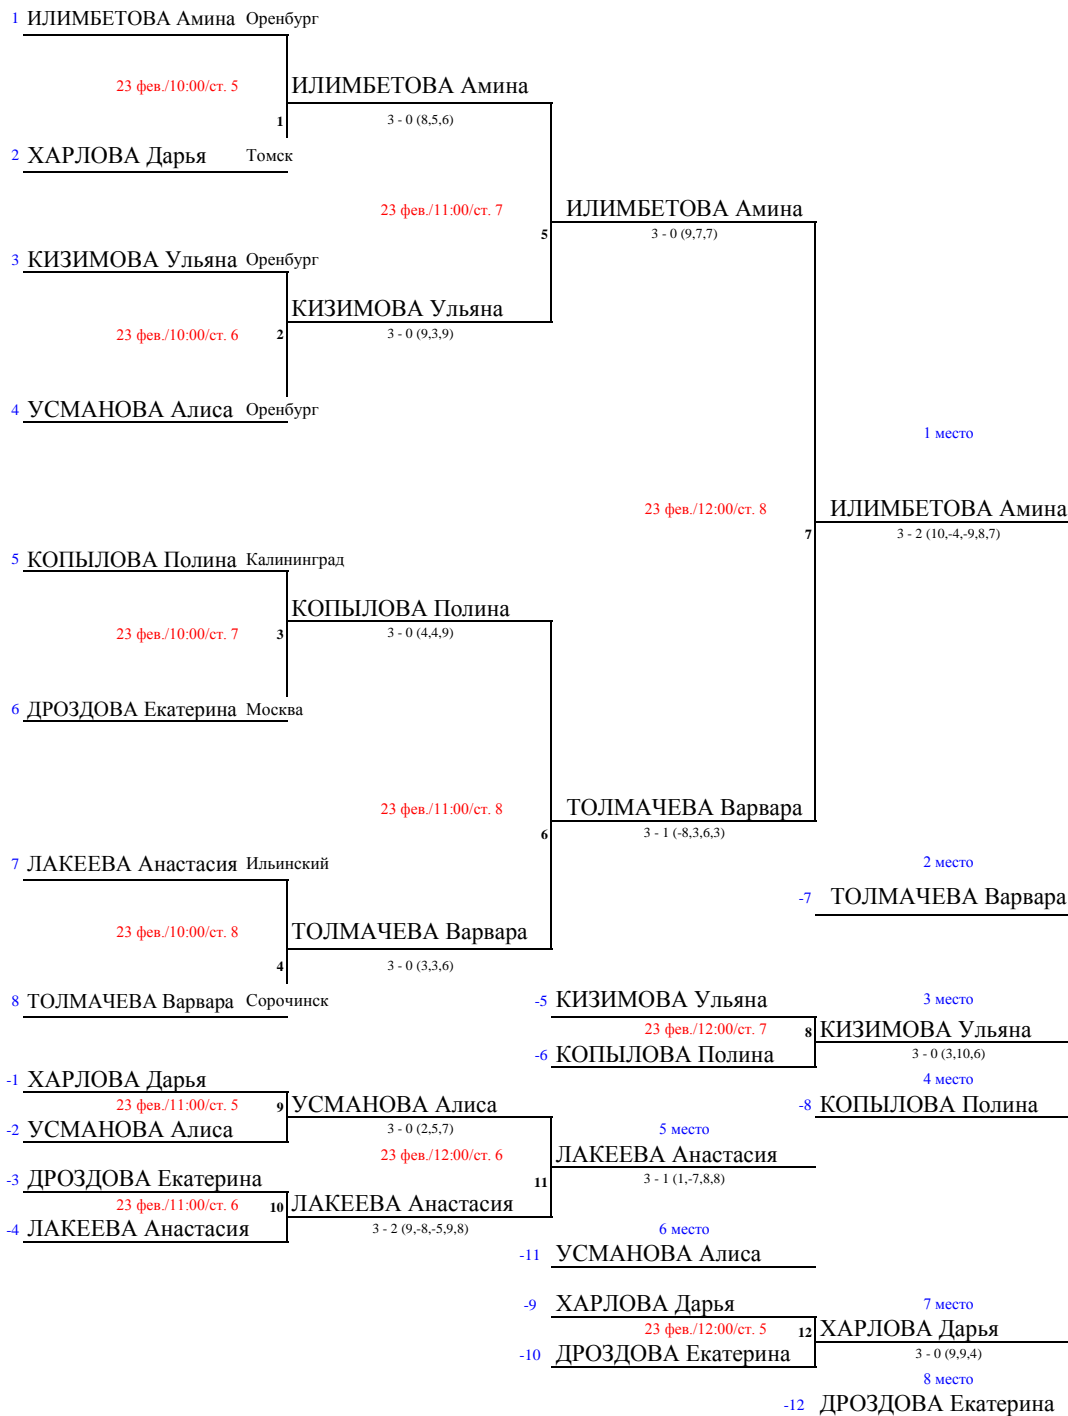 1 ИЛИМБЕТОВА Амина Оренбург
23 фев./10:00/ст. 5
ИЛИМБЕТОВА Амина
1
3 - 0 (8,5,6)
2 ХАРЛОВА Дарья Томск
23 фев./11:00/ст. 7
ИЛИМБЕТОВА Амина
5
3 - 0 (9,7,7)
3 КИЗИМОВА Ульяна Оренбург
КИЗИМОВА Ульяна
23 фев./10:00/ст. 6
2
3 - 0 (9,3,9)
4 УСМАНОВА Алиса Оренбург
1 место
23 фев./12:00/ст. 8
ИЛИМБЕТОВА Амина
7
3 - 2 (10,-4,-9,8,7)
5 КОПЫЛОВА Полина Калининград
КОПЫЛОВА Полина
23 фев./10:00/ст. 7
3
3 - 0 (4,4,9)
6 ДРОЗДОВА Екатерина Москва
23 фев./11:00/ст. 8
ТОЛМАЧЕВА Варвара
6
3 - 1 (-8,3,6,3)
7 ЛАКЕЕВА Анастасия Ильинский
2 место
-7 ТОЛМАЧЕВА Варвара
23 фев./10:00/ст. 8
ТОЛМАЧЕВА Варвара
4
3 - 0 (3,3,6)
8 ТОЛМАЧЕВА Варвара Сорочинск
-5 КИЗИМОВА Ульяна
3 место
23 фев./12:00/ст. 7
8 КИЗИМОВА Ульяна
-6 КОПЫЛОВА Полина
3 - 0 (3,10,6)
-1 ХАРЛОВА Дарья
4 место
23 фев./11:00/ст. 5
9 УСМАНОВА Алиса
-8 КОПЫЛОВА Полина
-2 УСМАНОВА Алиса
3 - 0 (2,5,7)
5 место
23 фев./12:00/ст. 6
ЛАКЕЕВА Анастасия
-3 ДРОЗДОВА Екатерина
11
3 - 1 (1,-7,8,8)
23 фев./11:00/ст. 6
10 ЛАКЕЕВА Анастасия
-4 ЛАКЕЕВА Анастасия
3 - 2 (9,-8,-5,9,8)
6 место
-11 УСМАНОВА Алиса
-9 ХАРЛОВА Дарья
7 место
23 фев./12:00/ст. 5
12 ХАРЛОВА Дарья
-10 ДРОЗДОВА Екатерина
3 - 0 (9,9,4)
8 место
-12 ДРОЗДОВА Екатерина